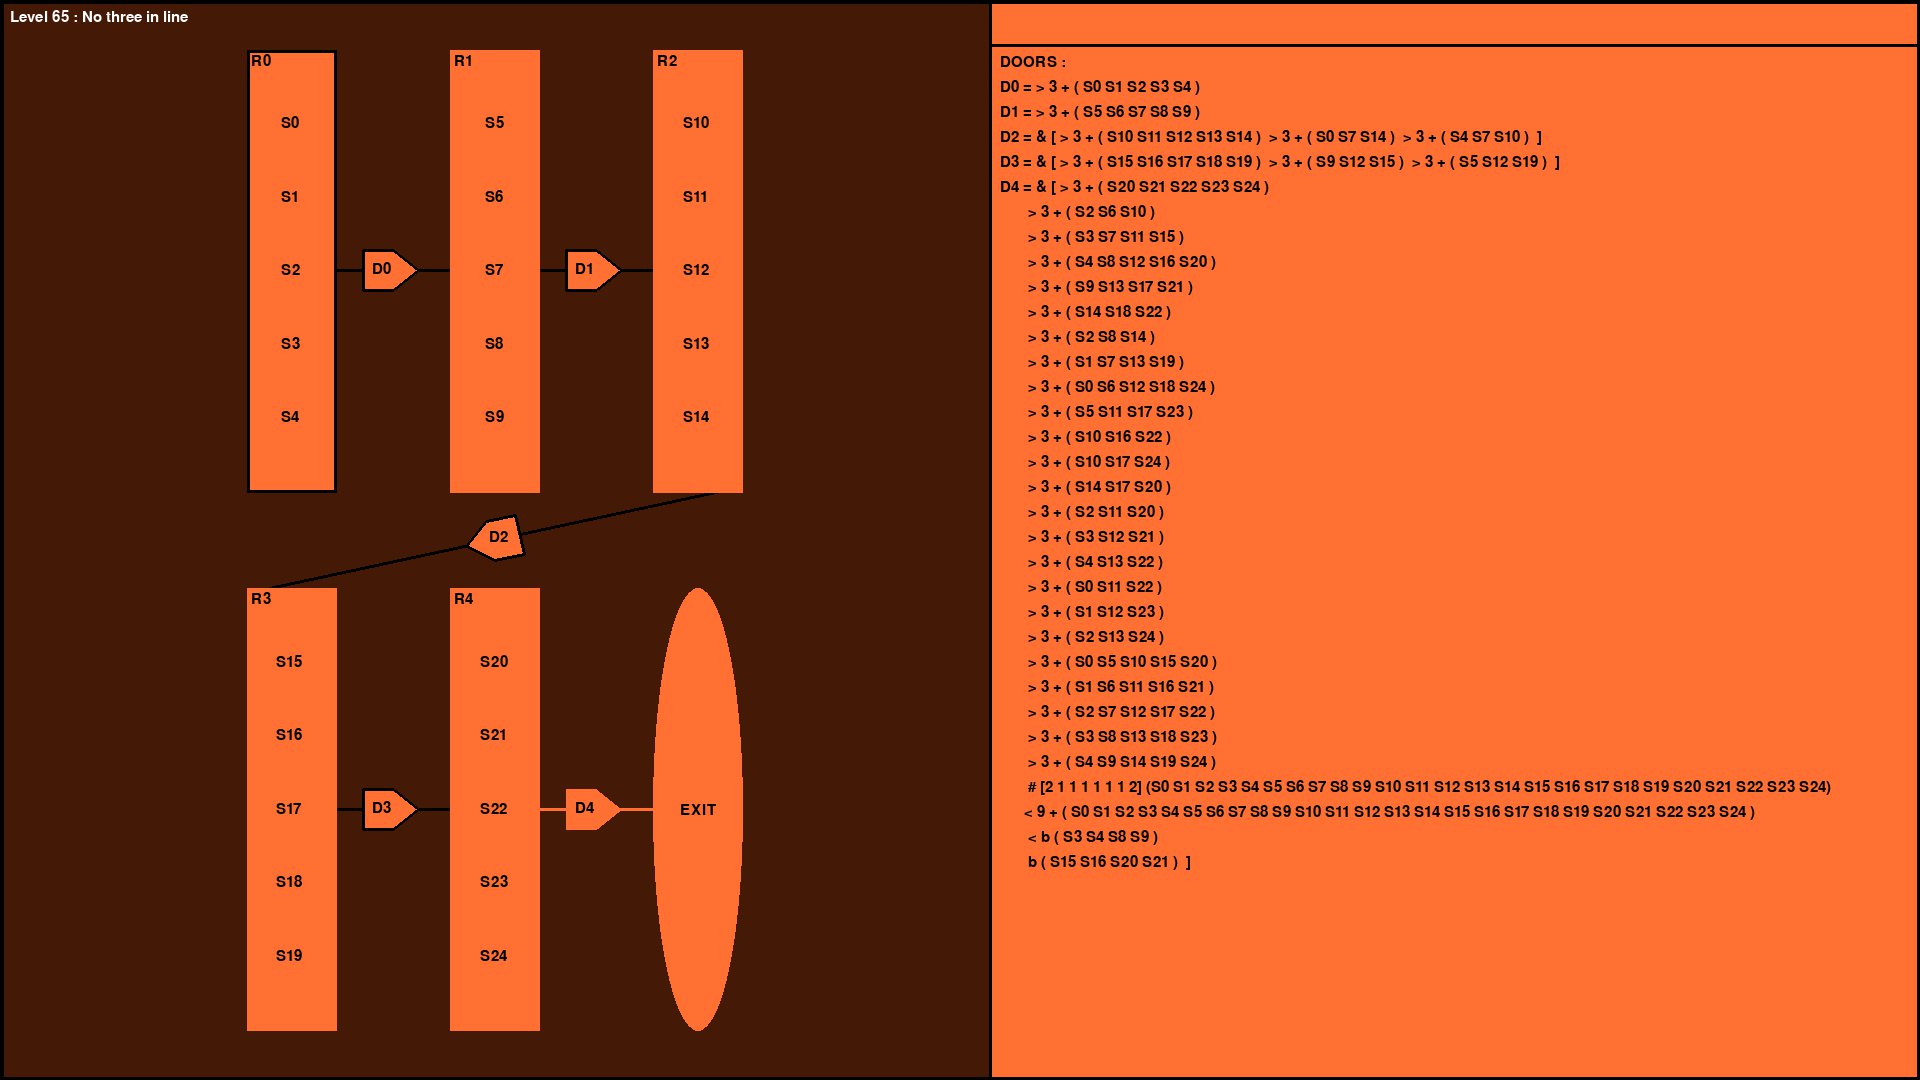 Level 65 : No three in line
R0
R1
R2
S0
S5
S10
S1
S6
S11
S2
D0
S7
D1
S12
S3
S8
S13
S4
S9
S14
D2
R3
R4
S15
S20
S16
S21
S17
D3
S22
D4
EXIT
S18
S23
S19
S24
DOORS :
D0 = > 3 + ( S0 S1 S2 S3 S4 )
D1 = > 3 + ( S5 S6 S7 S8 S9 )
D2 = & [ > 3 + ( S10 S11 S12 S13 S14 ) > 3 + ( S0 S7 S14 ) > 3 + ( S4 S7 S10 ) ]
D3 = & [ > 3 + ( S15 S16 S17 S18 S19 ) > 3 + ( S9 S12 S15 ) > 3 + ( S5 S12 S19 ) ]
D4 = & [ > 3 + ( S20 S21 S22 S23 S24 )
> 3 + ( S2 S6 S10 )
> 3 + ( S3 S7 S11 S15 )
> 3 + ( S4 S8 S12 S16 S20 )
> 3 + ( S9 S13 S17 S21 )
> 3 + ( S14 S18 S22 )
> 3 + ( S2 S8 S14 )
> 3 + ( S1 S7 S13 S19 )
> 3 + ( S0 S6 S12 S18 S24 )
> 3 + ( S5 S11 S17 S23 )
> 3 + ( S10 S16 S22 )
> 3 + ( S10 S17 S24 )
> 3 + ( S14 S17 S20 )
> 3 + ( S2 S11 S20 )
> 3 + ( S3 S12 S21 )
> 3 + ( S4 S13 S22 )
> 3 + ( S0 S11 S22 )
> 3 + ( S1 S12 S23 )
> 3 + ( S2 S13 S24 )
> 3 + ( S0 S5 S10 S15 S20 )
> 3 + ( S1 S6 S11 S16 S21 )
> 3 + ( S2 S7 S12 S17 S22 )
> 3 + ( S3 S8 S13 S18 S23 )
> 3 + ( S4 S9 S14 S19 S24 )
# [2 1 1 1 1 1 1 2] (S0 S1 S2 S3 S4 S5 S6 S7 S8 S9 S10 S11 S12 S13 S14 S15 S16 S17 S18 S19 S20 S21 S22 S23 S24)
< 9 + ( S0 S1 S2 S3 S4 S5 S6 S7 S8 S9 S10 S11 S12 S13 S14 S15 S16 S17 S18 S19 S20 S21 S22 S23 S24 )
< b ( S3 S4 S8 S9 )
b ( S15 S16 S20 S21 ) ]